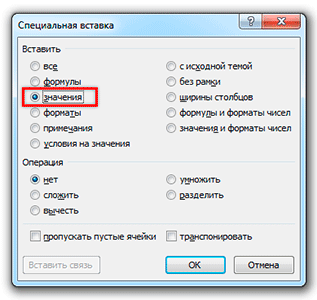 Специальная вставка
Вставить
все
с исходной темой
формулы
без рамки
значения
ширины столбцов
форматы
формулы и форматы чисел
примечания
значения и форматы чисел
условия на значения
Операция
нет
умножить
сложить
разделить
вычесть
пропускать пустые ячейки
транспонировать
Вставить связь
ОК
Отмена